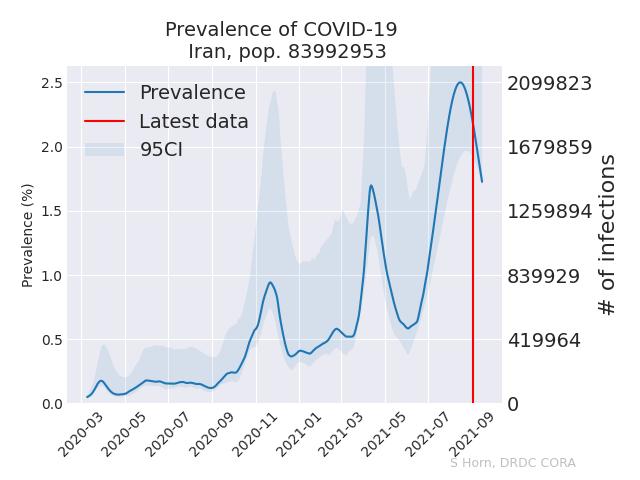 Prevalence of COVID-19
Iran, pop. 83992953
Prevalence
Latest data
95CI
Prevalence (%)
2.5
2.0
1.5
1.0
0.5
0.0
2099823
1679859
1259894
839929
419964
0
# of infections
2020-03
2020-05
2020-07
2020-09
2020-11
2021-01
2021-03
2021-05
2021-07
2021-09
S Horn, DRDC CORA